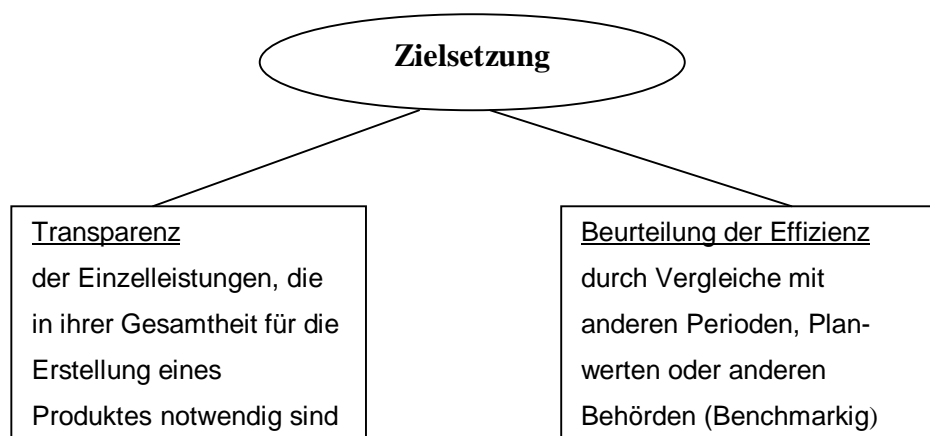 Zielsetzung
Transparenz
der Einzelleistungen, die
in ihrer Gesamtheit für die
Erstellung eines
Produktes notwendig sind
Beurteilung der Effizienz
durch Vergleiche mit
anderen Perioden, Plan-
werten oder anderen
Behörden (Benchmarkig)